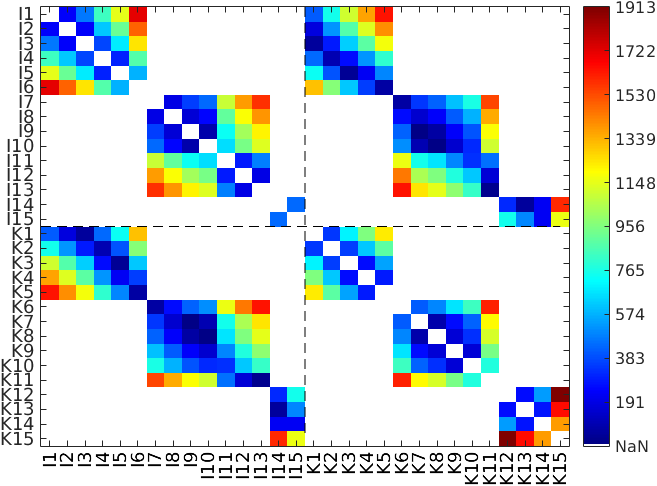 I1
I2
I3
I4
I5
I6
I7
I8
I9
I10
I11
I12
I13
I14
I15
K1
K2
K3
K4
K5
K6
K7
K8
K9
K10
K11
K12
K13
K14
K15
I1 I2 I3 I4 I5 I6 I7 I8 I9 I10 I11 I12 I13 I14 I15 K1 K2 K3 K4 K5 K6 K7 K8 K9 K10 K11 K12 K13 K14 K15
1913
1722
1530
1339
1148
956
765
574
383
191
NaN